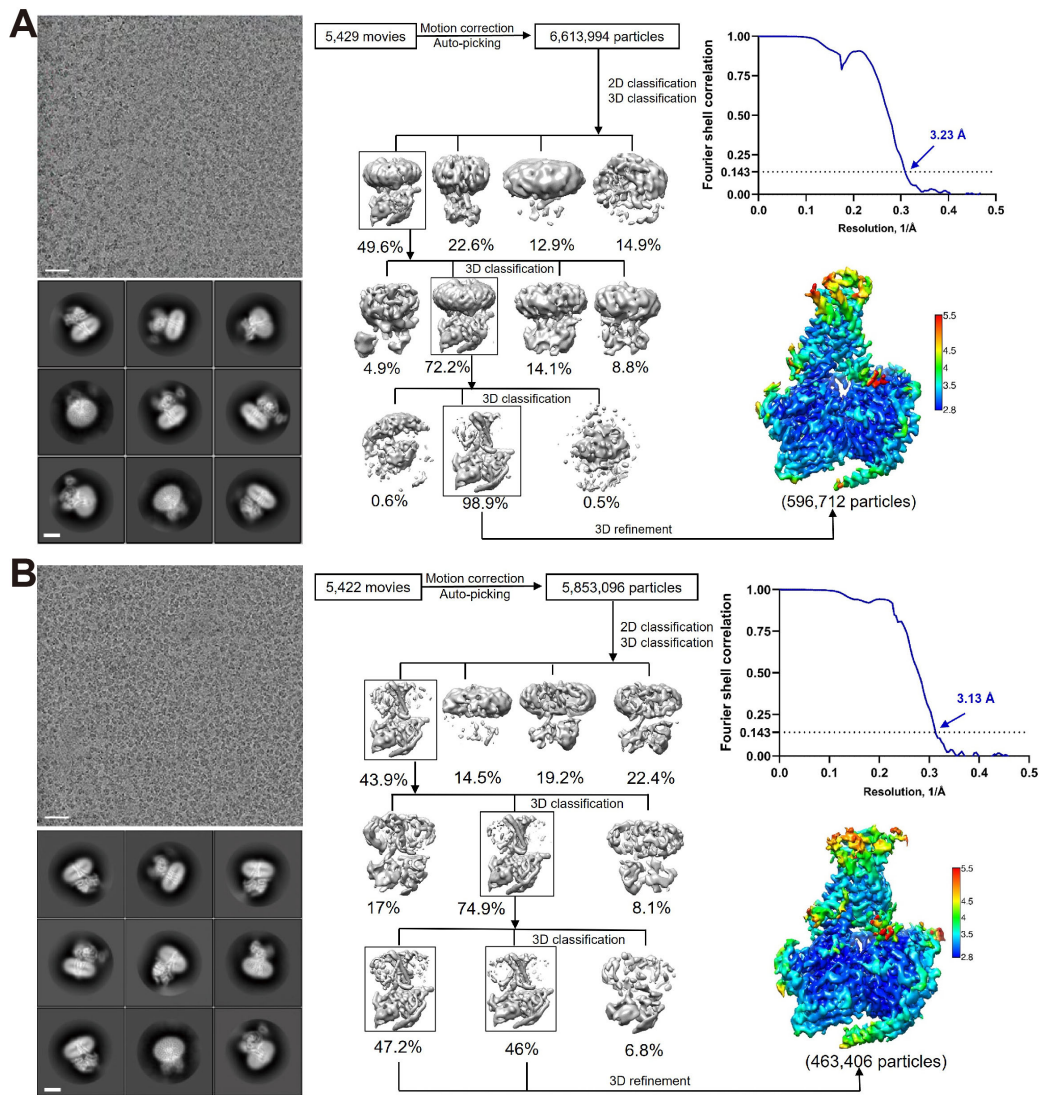 A
5,429 movies
Motion correction
Auto-picking
6,613,994 particles
2D classification
3D classification
49.6%
22.6%
12.9%
14.9%
3D classification
4.9%
72.2%
14.1%
8.8%
3D classification
0.6%
98.9%
0.5%
3D refinement
1.00
0.75
0.50
0.25
0.143
0.00
Fourier shell correlation
3.23 Å
0.0
0.1
0.2
0.3
0.4
0.5
Resolution, 1/Å
5.5
4.5
3.5
2.8
(596,712 particles)
B
5,422 movies
Motion correction
Auto-picking
5,853,096 particles
2D classification
3D classification
43.9%
14.5%
19.2%
22.4%
3D classification
17%
74.9%
8.1%
3D classification
47.2%
46%
6.8%
3D refinement
1.00
0.75
0.50
0.25
0.143
0.00
Fourier shell correlation
3.13 Å
0.0
0.1
0.2
0.3
0.4
0.5
Resolution, 1/Å
5.5
4.5
3.5
2.8
(463,406 particles)